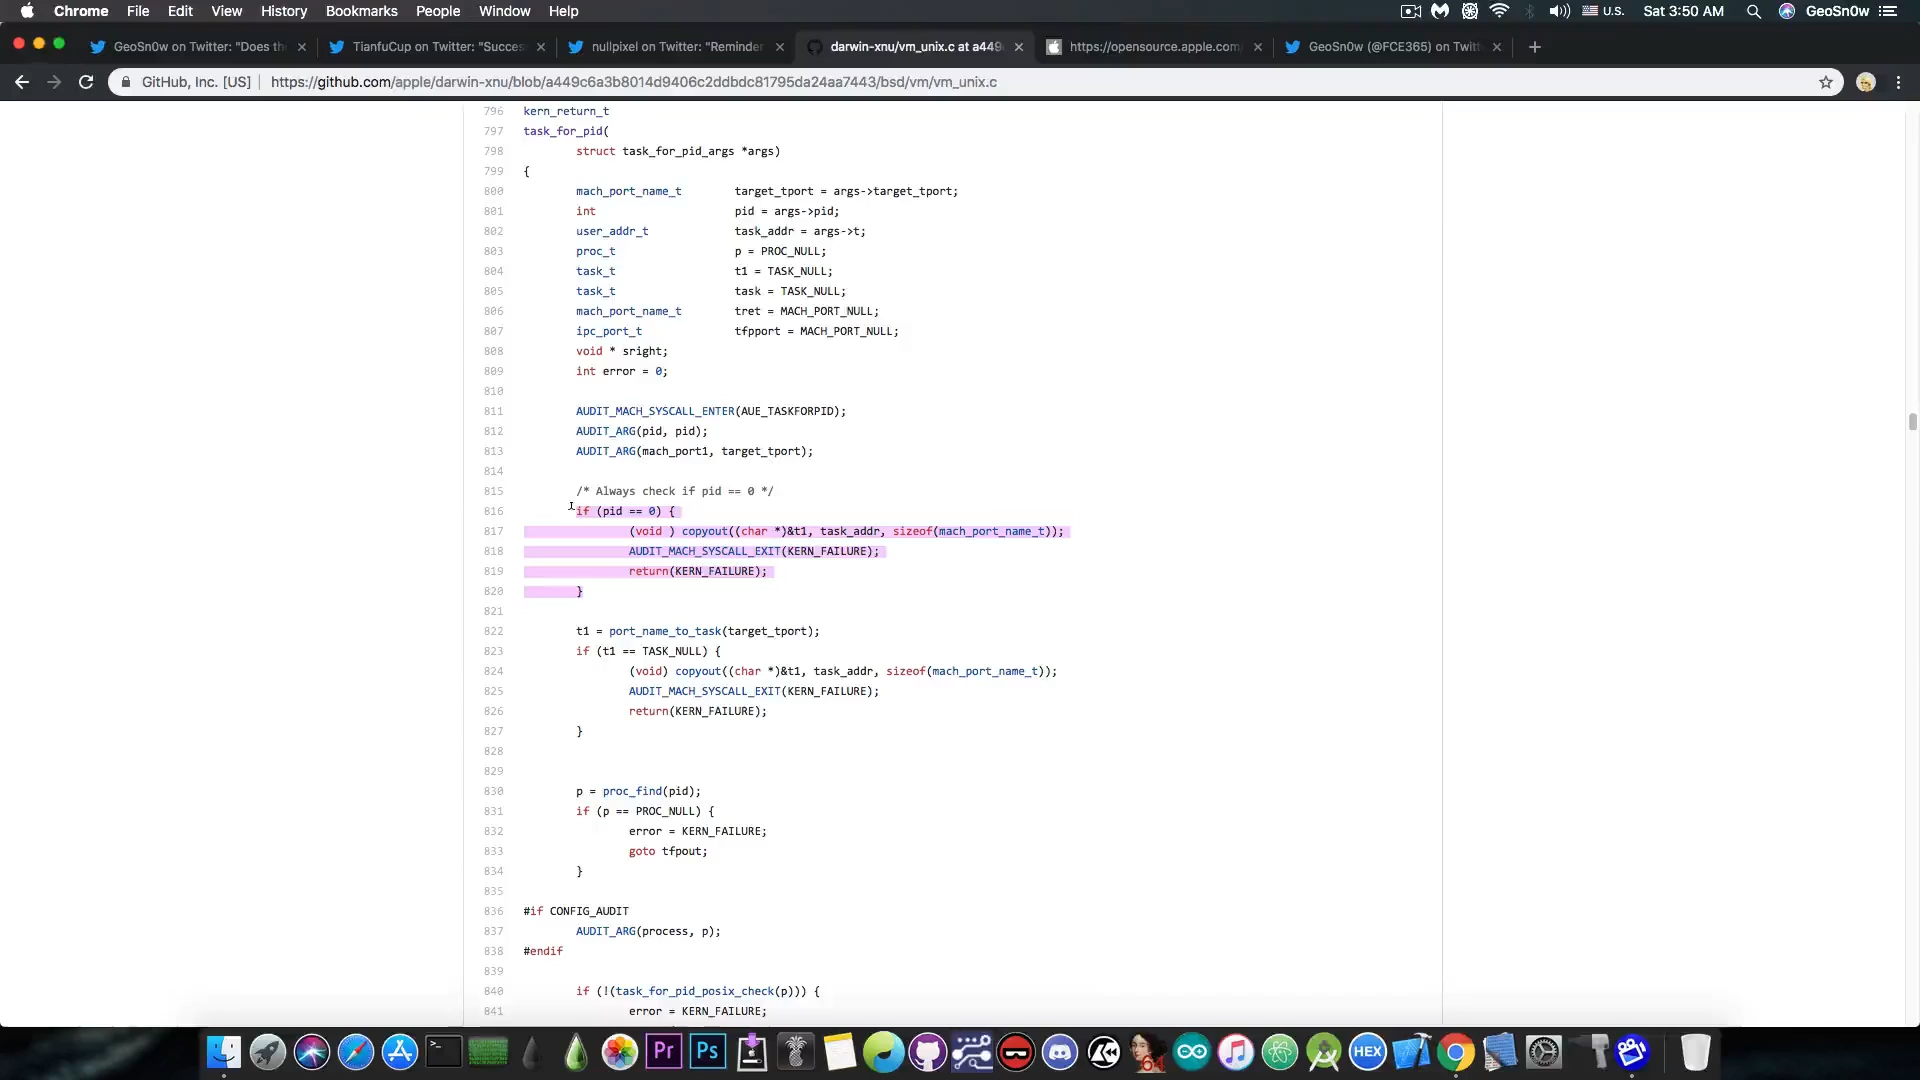 Chrome File Edit View History Bookmarks People Window Help U.S. Sat 3:50 AM GeoSn0w
GeoSn0w on Twitter: "Does th
TianfuCup on Twitter: "Succes
nullpixel on Twitter: "Reminder
darwin-xnu/vm_unix.c at a449c
https://opensource.apple.com/
GeoSn0w (@FCE365) on Twitt
GitHub, Inc. [US] | https://github.com/apple/darwin-xnu/blob/a449c6a3b8014d9406c2ddbdc81795da24aa7443/bsd/vm/vm_unix.c
796 kern_return_t
797 task_for_pid(
798 struct task_for_pid_args *args)
799 {
800 mach_port_name_t target_tport = args->target_tport;
801 int pid = args->pid;
802 user_addr_t task_addr = args->t;
803 proc_t p = PROC_NULL;
804 task_t t1 = TASK_NULL;
805 task_t task = TASK_NULL;
806 mach_port_name_t tret = MACH_PORT_NULL;
807 ipc_port_t tfpport = MACH_PORT_NULL;
808 void * sright;
809 int error = 0;
810
811 AUDIT_MACH_SYSCALL_ENTER(AUE_TASKFORPID);
812 AUDIT_ARG(pid, pid);
813 AUDIT_ARG(mach_port1, target_tport);
814
815 /* Always check if pid == 0 */
816 if (pid == 0) {
817 (void ) copyout((char *)&t1, task_addr, sizeof(mach_port_name_t));
818 AUDIT_MACH_SYSCALL_EXIT(KERN_FAILURE);
819 return(KERN_FAILURE);
820 }
821
822 t1 = port_name_to_task(target_tport);
823 if (t1 == TASK_NULL) {
824 (void) copyout((char *)&t1, task_addr, sizeof(mach_port_name_t));
825 AUDIT_MACH_SYSCALL_EXIT(KERN_FAILURE);
826 return(KERN_FAILURE);
827 }
828
829
830 p = proc_find(pid);
831 if (p == PROC_NULL) {
832 error = KERN_FAILURE;
833 goto tfpout;
834 }
835
836 #if CONFIG_AUDIT
837 AUDIT_ARG(process, p);
838 #endif
839
840 if (!(task_for_pid_posix_check(p))) {
841 error = KERN_FAILURE;
Pr Ps 64 HEX